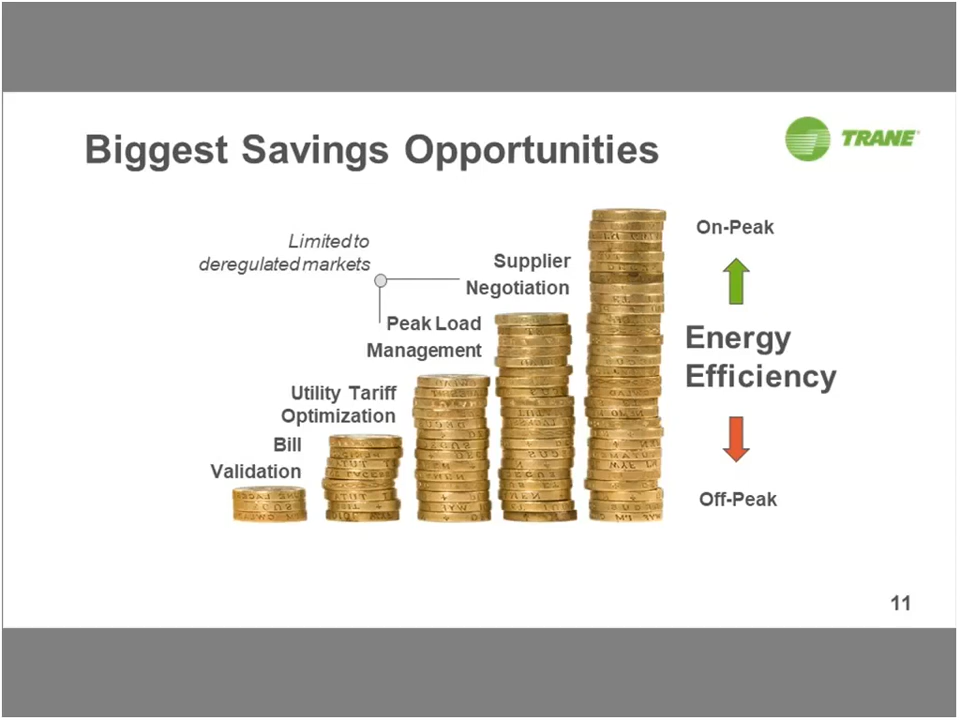 Biggest Savings Opportunities
TRANE
Limited to
deregulated markets
On-Peak
Supplier
Negotiation
Peak Load
Management
Energy
Efficiency
Utility Tariff
Optimization
Bill
Validation
Off-Peak
11